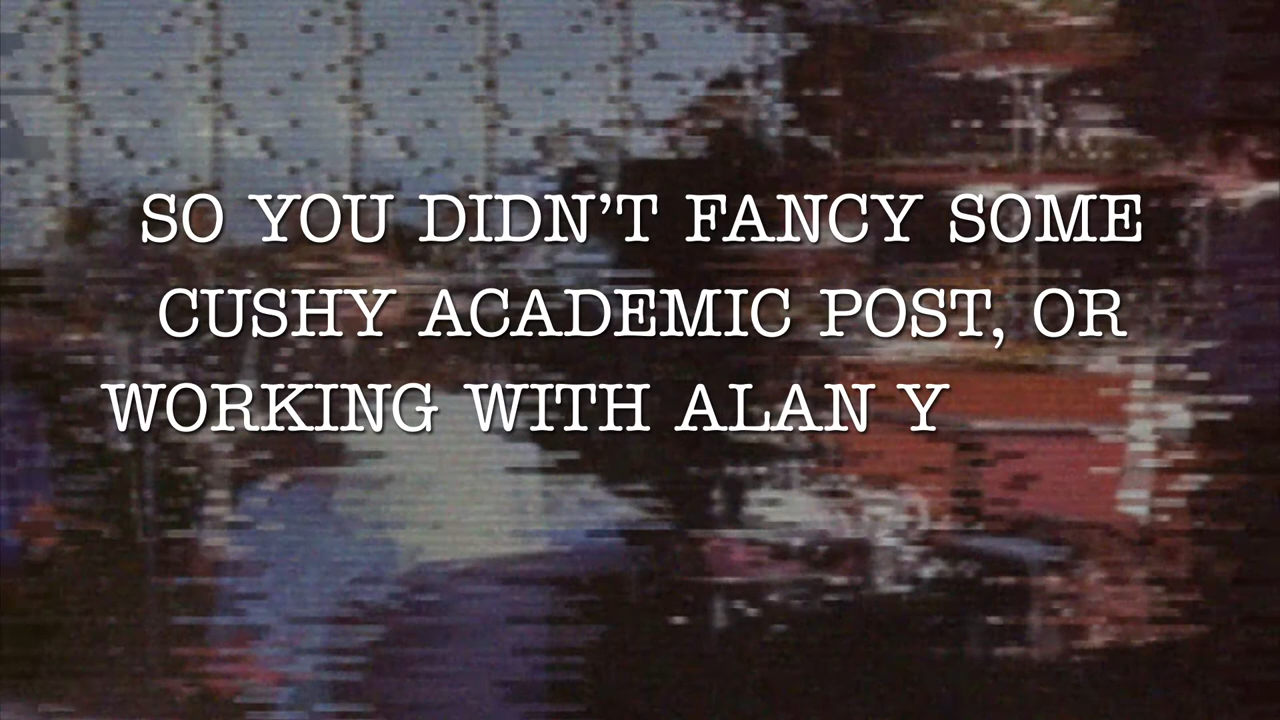 SO YOU DIDN’T FANCY SOME
CUSHY ACADEMIC POST, OR
WORKING WITH ALAN Y